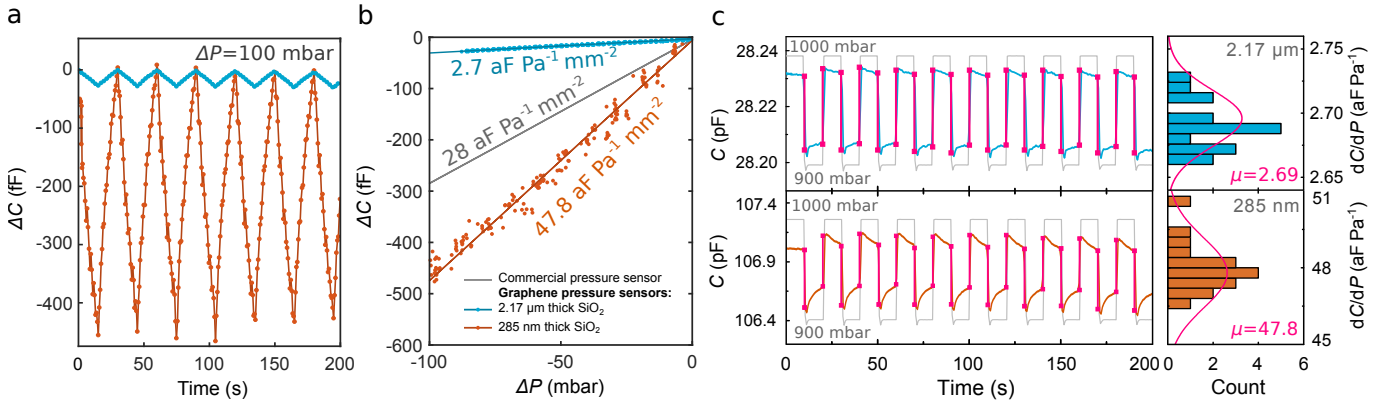 a
ΔP=100 mbar
0
-100
-200
-300
-400
ΔC (fF)
0
50
100
150
200
Time (s)
b
0
-100
-200
-300
-400
-500
-600
ΔC (fF)
2.7 aF Pa⁻¹ mm⁻²
28 aF Pa⁻¹ mm⁻²
47.8 aF Pa⁻¹ mm⁻²
Commercial pressure sensor
Graphene pressure sensors:
2.17 μm thick SiO₂
285 nm thick SiO₂
-100
-50
0
ΔP (mbar)
c
1000 mbar
28.24
28.22
28.20
C (pF)
900 mbar
1000 mbar
107.4
106.9
106.4
C (pF)
900 mbar
0
50
100
150
200
Time (s)
2.17 μm
2.75
2.70
2.65
dC/dP (aF Pa⁻¹)
μ=2.69
285 nm
51
48
45
dC/dP (aF Pa⁻¹)
μ=47.8
0
2
4
6
Count